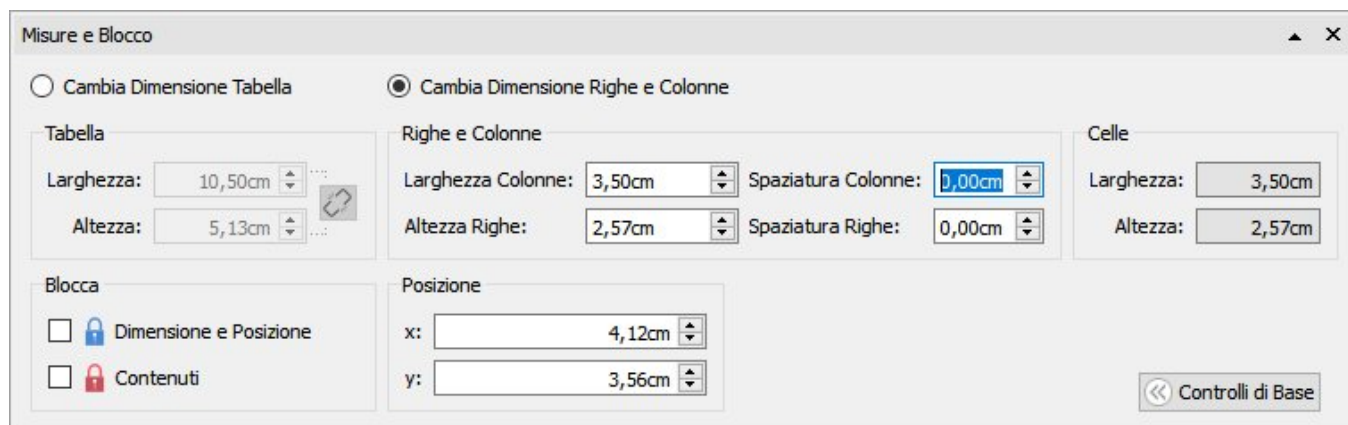 Misure e Blocco
Cambia Dimensione Tabella Cambia Dimensione Righe e Colonne
Tabella Righe e Colonne Celle
Larghezza: 10,50cm Larghezza Colonne: 3,50cm Spaziatura Colonne: 0,00cm Larghezza: 3,50cm
Altezza: 5,13cm Altezza Righe: 2,57cm Spaziatura Righe: 0,00cm Altezza: 2,57cm
Blocca Posizione
Dimensione e Posizione x: 4,12cm
Contenuti y: 3,56cm
Controlli di Base